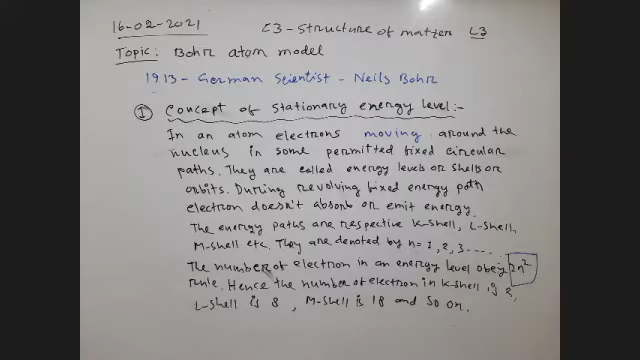 16-02-2021 C3-Structure of matter L3
Topic: Bohr atom model
1913 - German Scientist - Neils Bohr
I Concept of stationary energy level:-
In an atom electrons moving around the
nucleus in some permitted fixed circular
paths. They are called energy levels or shells or
orbits. During revolving fixed energy path
electron doesn't absorb or emit energy.
The energy paths are respective K-shell, L-shell,
M-shell etc. They are denoted by n=1,2,3.....
The number of electron in an energy level obeys 2n²
rule. Hence the number of electron in K-shell is 2,
L-shell is 8, M-shell is 18 and so on.